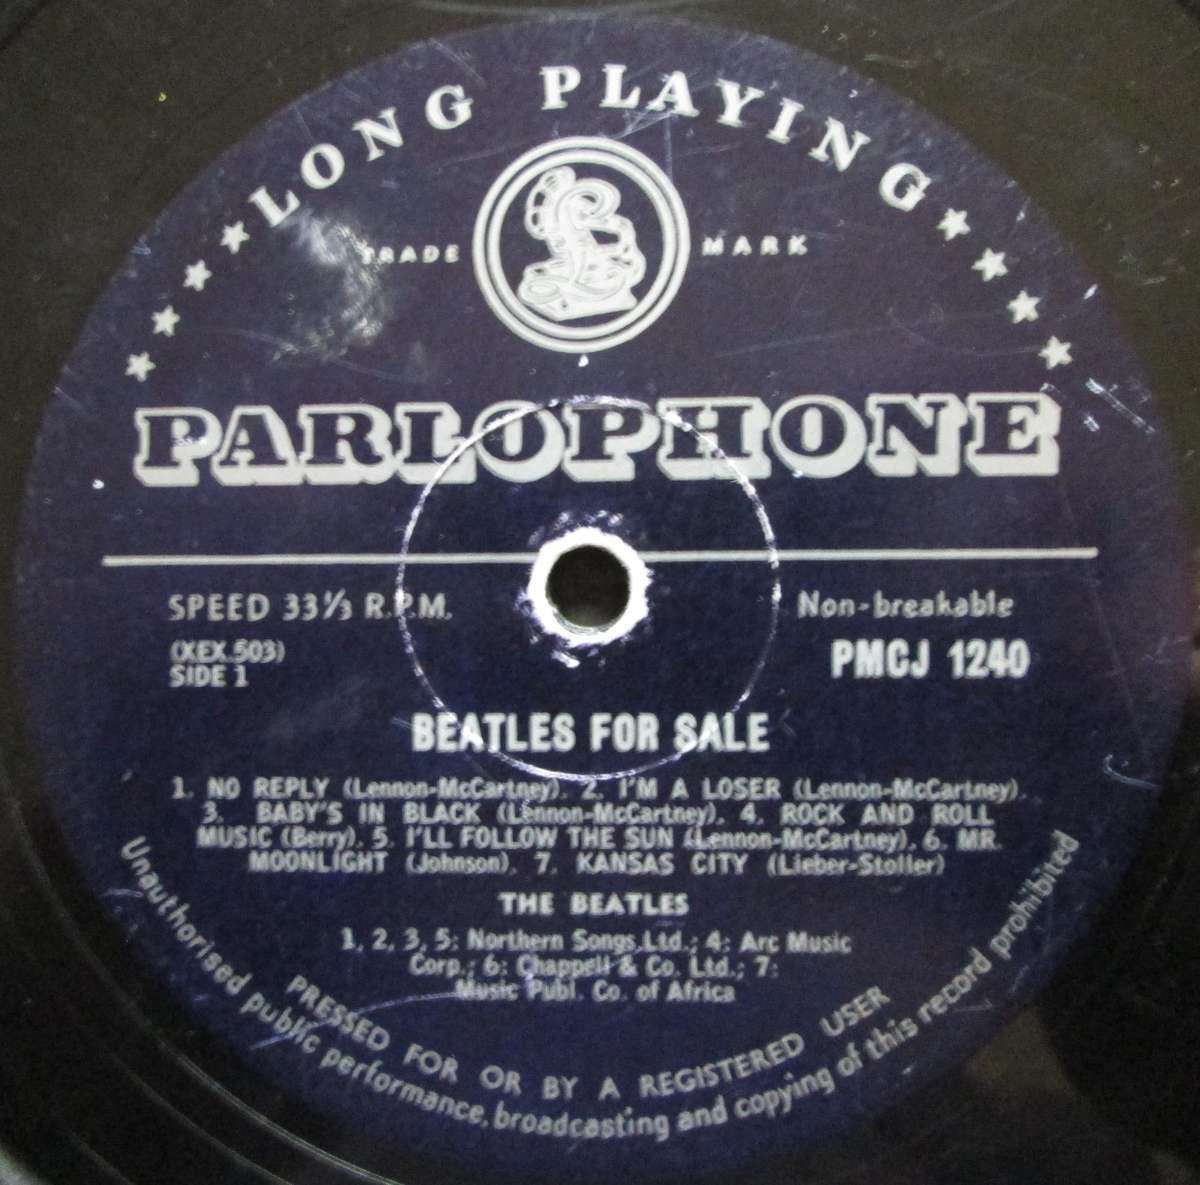 LONG PLAYING
TRADE MARK
PARLOPHONE
SPEED 33⅓ R.P.M.
Non-breakable
(XEX.503)
SIDE 1
PMCJ 1240
BEATLES FOR SALE
1. NO REPLY (Lennon-McCartney). 2. I'M A LOSER (Lennon-McCartney).
3. BABY'S IN BLACK (Lennon-McCartney). 4. ROCK AND ROLL
MUSIC (Berry). 5. I'LL FOLLOW THE SUN (Lennon-McCartney). 6. MR.
MOONLIGHT (Johnson). 7. KANSAS CITY (Lieber-Stoller)
THE BEATLES
1, 2, 3, 5: Northern Songs Ltd.; 4: Arc Music
Corp.; 6: Chappell & Co. Ltd.; 7:
Music Publ. Co. of Africa
PRESSED FOR OR BY A REGISTERED USER
Unauthorised public performance, broadcasting and copying of this record prohibited